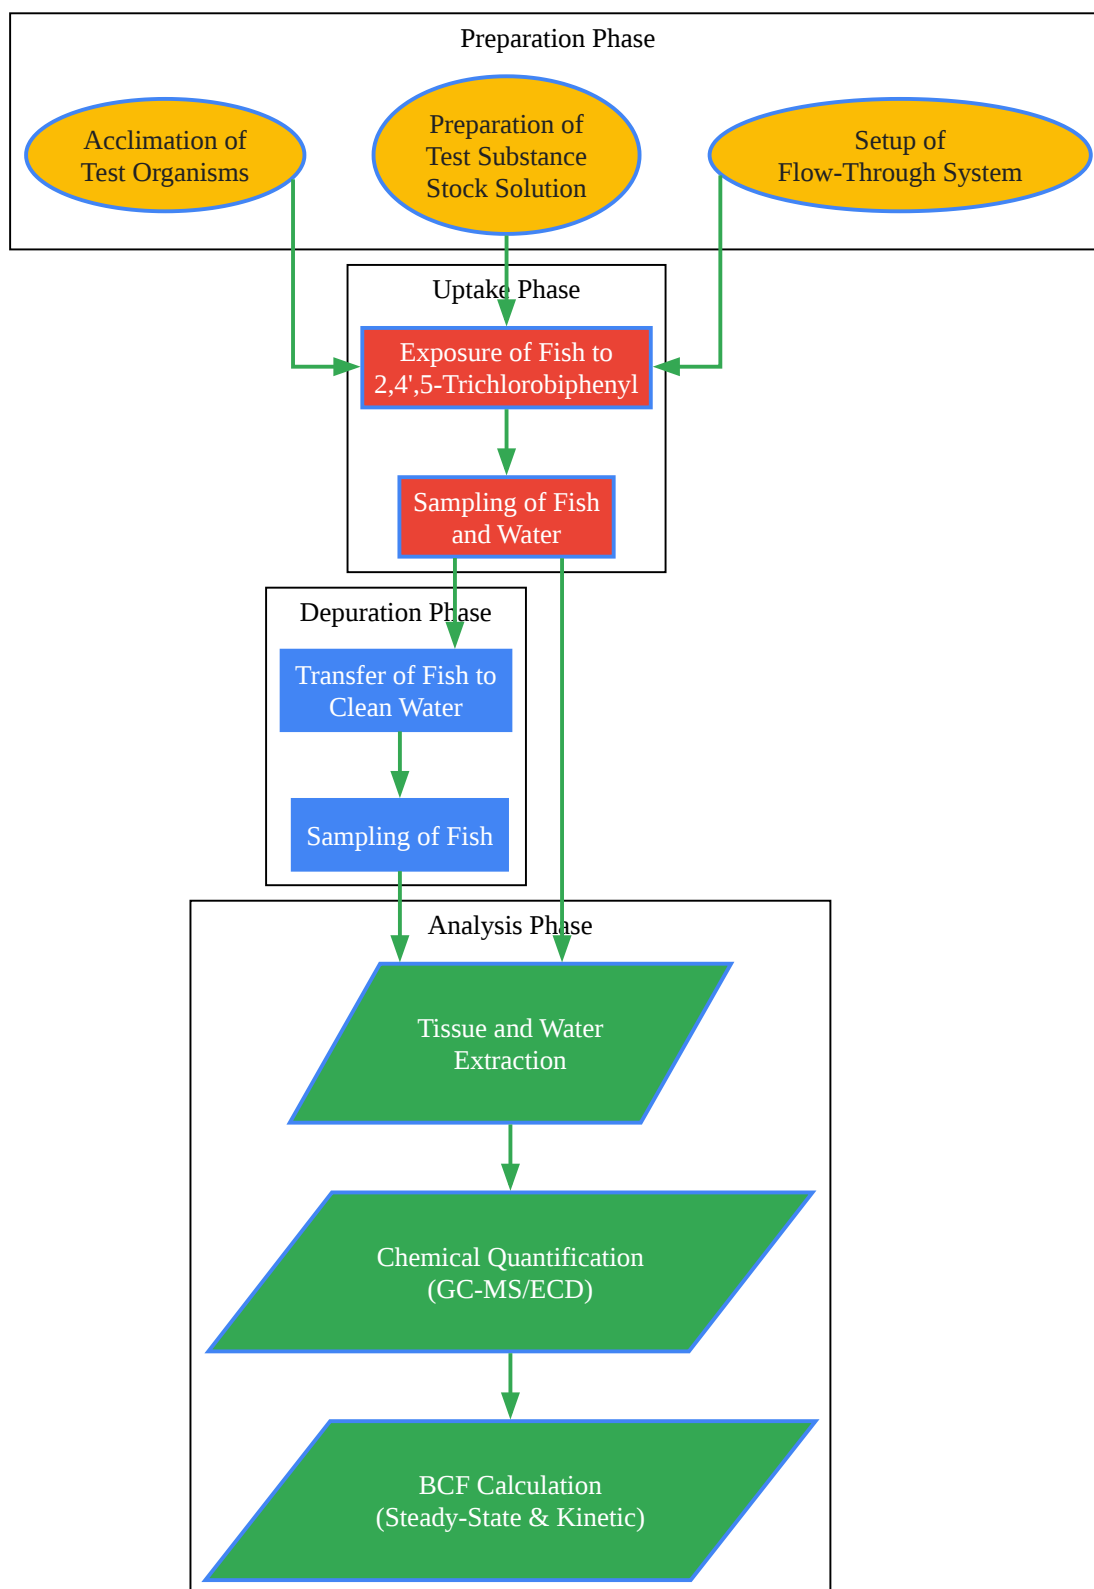 Preparation Phase
Acclimation of
Test Organisms
Preparation of
Test Substance
Stock Solution
Setup of
Flow-Through System
Uptake Phase
Exposure of Fish to
2,4',5-Trichlorobiphenyl
Sampling of Fish
and Water
Depuration Phase
Transfer of Fish to
Clean Water
Sampling of Fish
Analysis Phase
Tissue and Water
Extraction
Chemical Quantification
(GC-MS/ECD)
BCF Calculation
(Steady-State & Kinetic)